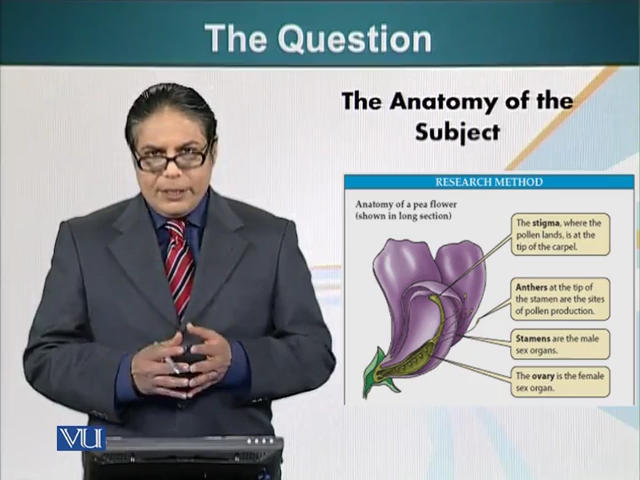 The Question
The Anatomy of the
Subject
RESEARCH METHOD
Anatomy of a pea flower
(shown in long section)
The stigma, where the
pollen lands, is at the
tip of the carpel.
Anthers at the tip of
the stamen are the sites
of pollen production.
Stamens are the male
sex organs.
The ovary is the female
sex organ.
VU